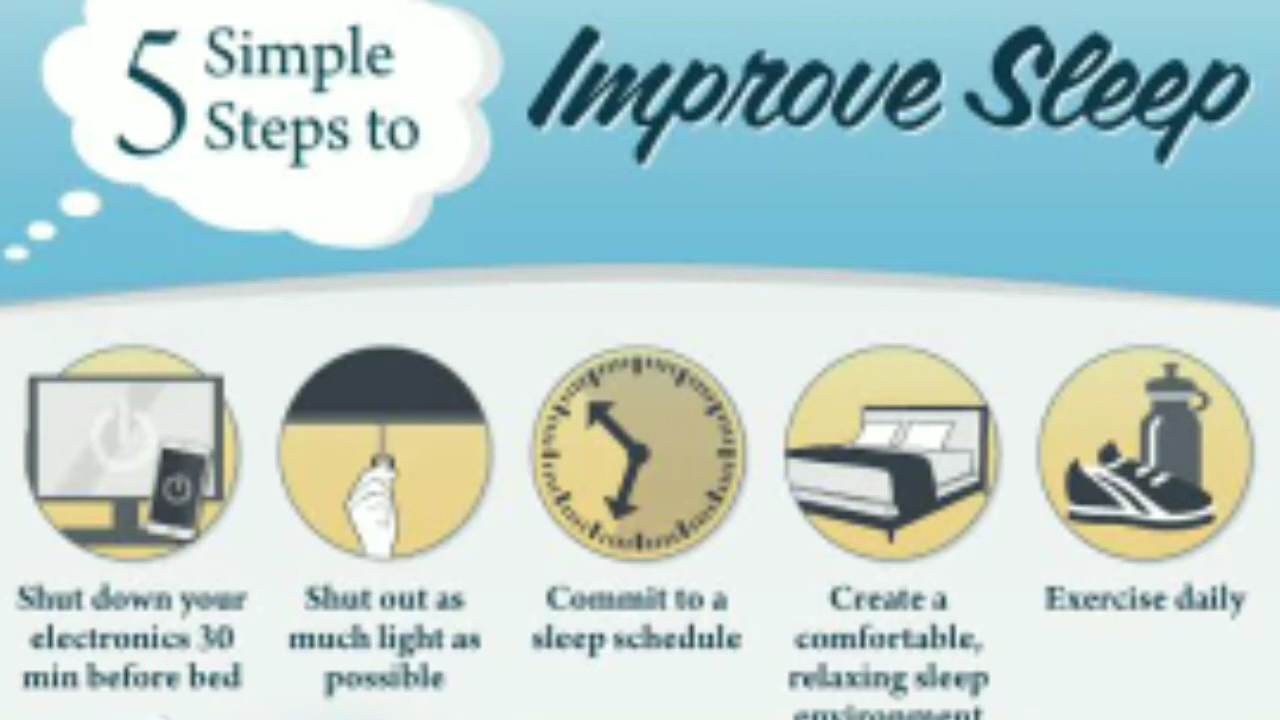 5 Simple
Steps to
Improve Sleep
Shut down your
electronics 30
min before bed
Shut out as
much light as
possible
Commit to a
sleep schedule
Create a
comfortable,
relaxing sleep
environment
Exercise daily